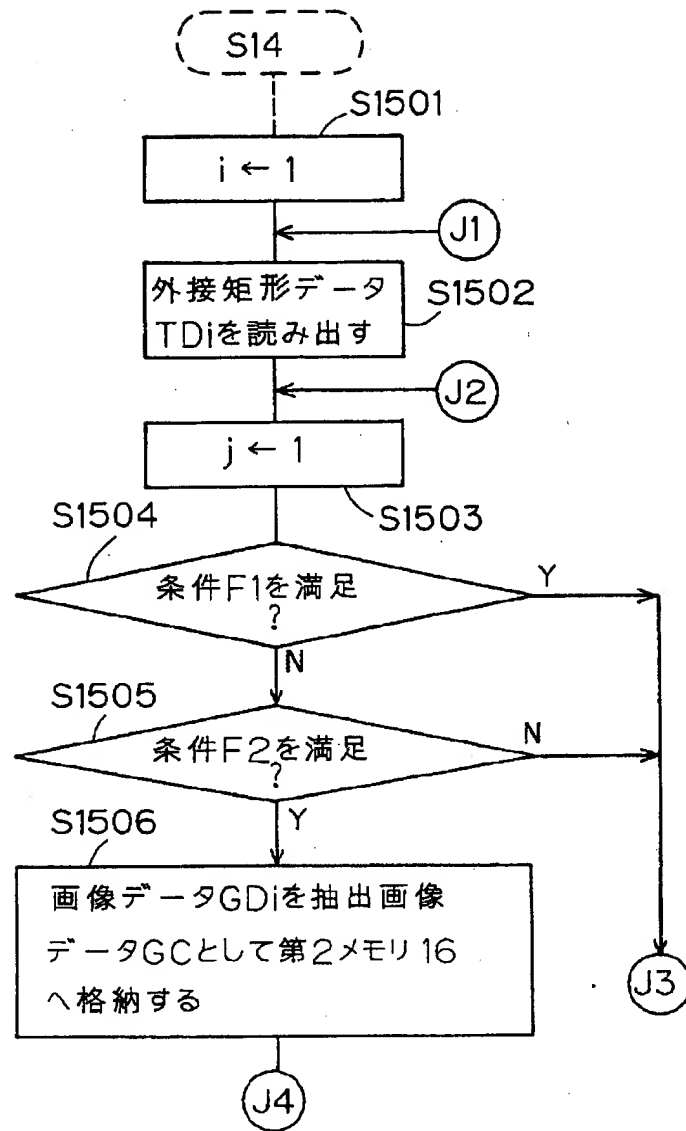 S14
S1501
i ← 1
J1
外接矩形データ
TDiを読み出す
S1502
J2
j ← 1
S1503
S1504
条件F1を満足
?
Y
N
S1505
条件F2を満足
?
N
Y
S1506
画像データGDiを抽出画像
データGCとして第2メモリ16
へ格納する
J3
J4